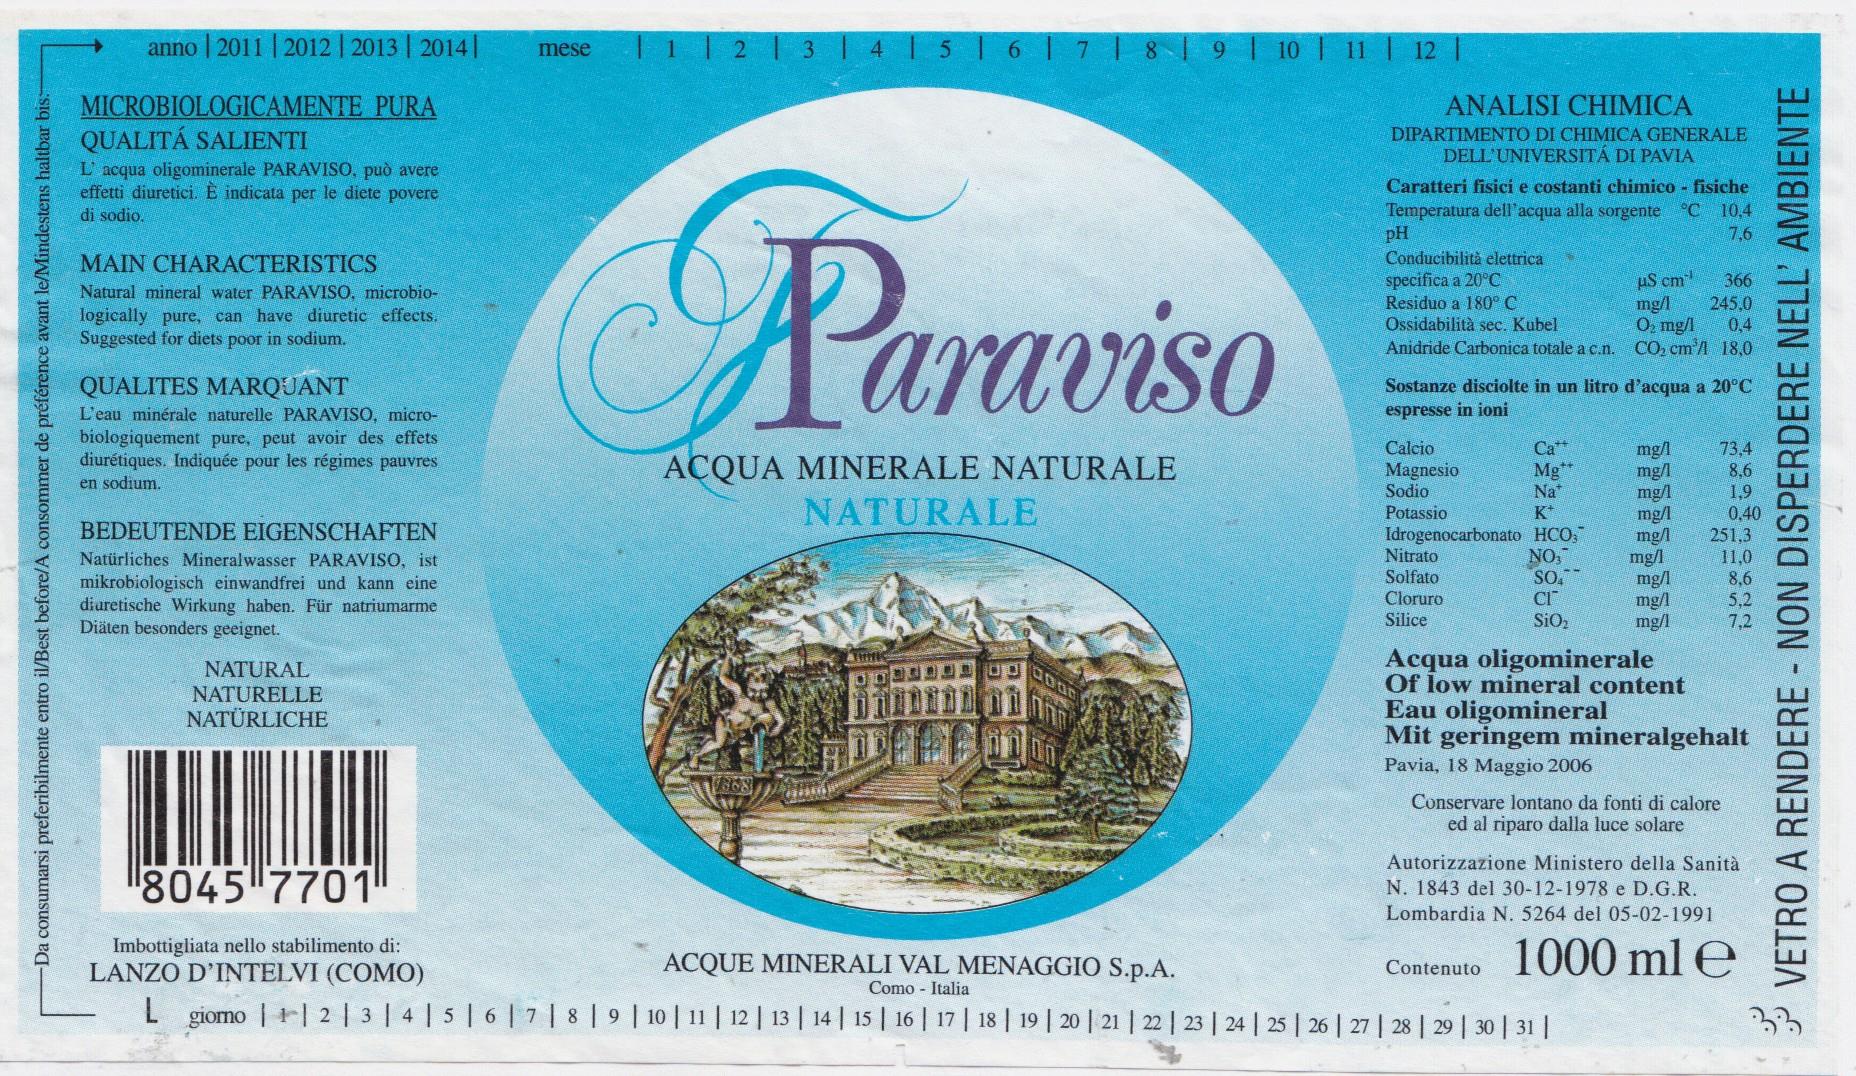 anno | 2011 | 2012 | 2013 | 2014 | mese | 1 | 2 | 3 | 4 | 5 | 6 | 7 | 8 | 9 | 10 | 11 | 12 |
Da consumarsi preferibilmente entro il/Best before/A consommer de préférence avant le/Mindestens haltbar bis:
MICROBIOLOGICAMENTE PURA
QUALITÁ SALIENTI
L' acqua oligominerale PARAVISO, può avere
effetti diuretici. È indicata per le diete povere
di sodio.
MAIN CHARACTERISTICS
Natural mineral water PARAVISO, microbio-
logically pure, can have diuretic effects.
Suggested for diets poor in sodium.
QUALITES MARQUANT
L'eau minérale naturelle PARAVISO, micro-
biologiquement pure, peut avoir des effets
diurétiques. Indiquée pour les régimes pauvres
en sodium.
BEDEUTENDE EIGENSCHAFTEN
Natürliches Mineralwasser PARAVISO, ist
mikrobiologisch einwandfrei und kann eine
diuretische Wirkung haben. Für natriumarme
Diäten besonders geeignet.
NATURAL
NATURELLE
NATÜRLICHE
8045 7701
Imbottigliata nello stabilimento di:
LANZO D'INTELVI (COMO)
Paraviso
ACQUA MINERALE NATURALE
NATURALE
1868
ACQUE MINERALI VAL MENAGGIO S.p.A.
Como - Italia
ANALISI CHIMICA
DIPARTIMENTO DI CHIMICA GENERALE
DELL'UNIVERSITÁ DI PAVIA
Caratteri fisici e costanti chimico - fisiche
Temperatura dell'acqua alla sorgente °C 10,4
pH 7,6
Conducibilità elettrica
specifica a 20°C µS cm⁻¹ 366
Residuo a 180° C mg/l 245,0
Ossidabilità sec. Kubel O₂ mg/l 0,4
Anidride Carbonica totale a c.n. CO₂ cm³/l 18,0
Sostanze disciolte in un litro d'acqua a 20°C
espresse in ioni
Calcio Ca⁺⁺ mg/l 73,4
Magnesio Mg⁺⁺ mg/l 8,6
Sodio Na⁺ mg/l 1,9
Potassio K⁺ mg/l 0,40
Idrogenocarbonato HCO₃⁻ mg/l 251,3
Nitrato NO₃⁻ mg/l 11,0
Solfato SO₄⁻⁻ mg/l 8,6
Cloruro Cl⁻ mg/l 5,2
Silice SiO₂ mg/l 7,2
Acqua oligominerale
Of low mineral content
Eau oligomineral
Mit geringem mineralgehalt
Pavia, 18 Maggio 2006
Conservare lontano da fonti di calore
ed al riparo dalla luce solare
Autorizzazione Ministero della Sanità
N. 1843 del 30-12-1978 e D.G.R.
Lombardia N. 5264 del 05-02-1991
Contenuto 1000 ml ℮
VETRO A RENDERE - NON DISPERDERE NELL' AMBIENTE
L giorno | 1 | 2 | 3 | 4 | 5 | 6 | 7 | 8 | 9 | 10 | 11 | 12 | 13 | 14 | 15 | 16 | 17 | 18 | 19 | 20 | 21 | 22 | 23 | 24 | 25 | 26 | 27 | 28 | 29 | 30 | 31 |